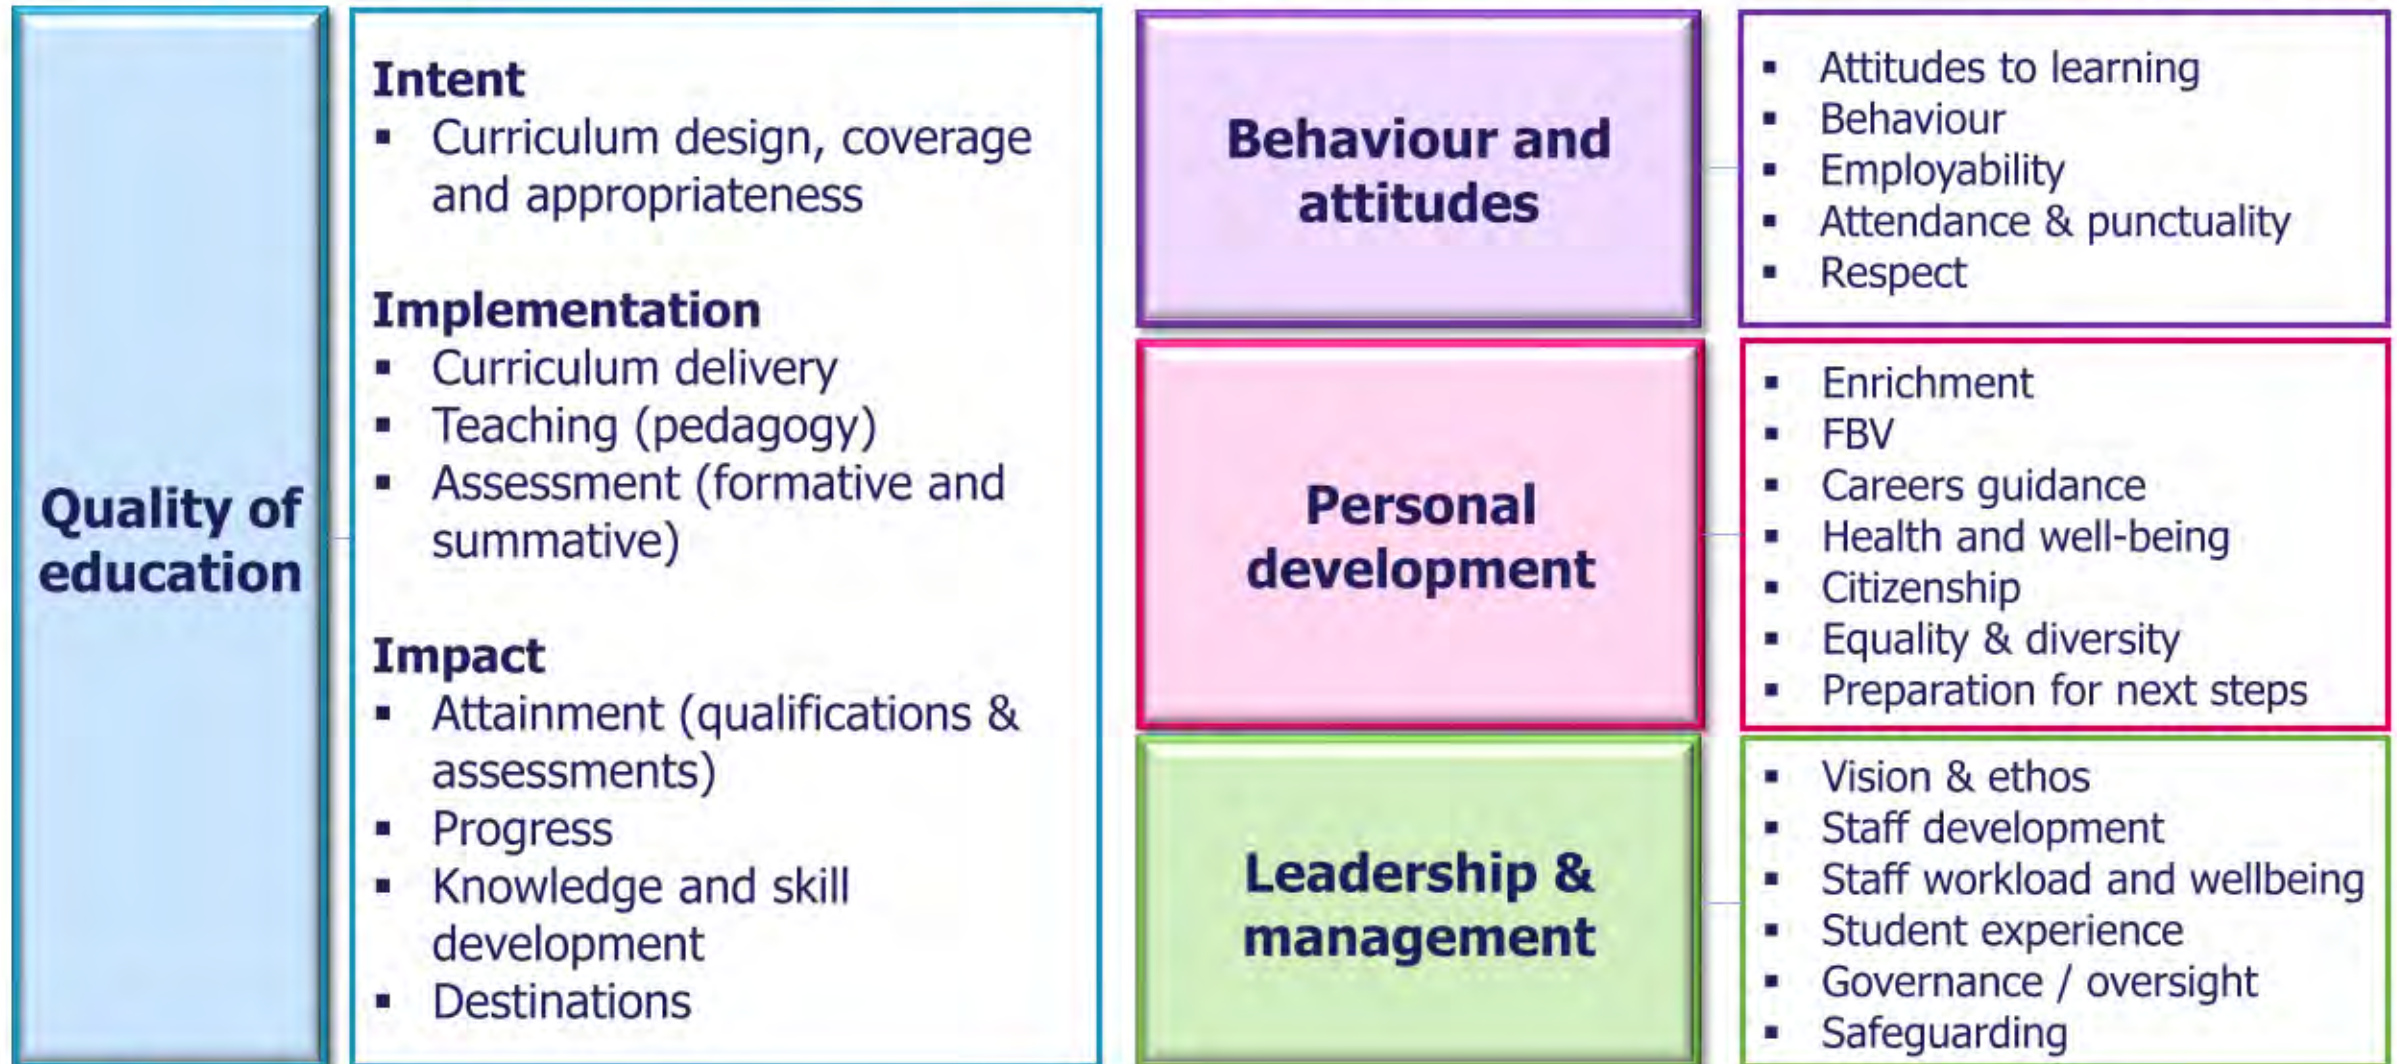 Quality of
education
Intent
▪ Curriculum design, coverage
and appropriateness
Implementation
▪ Curriculum delivery
▪ Teaching (pedagogy)
▪ Assessment (formative and
summative)
Impact
▪ Attainment (qualifications &
assessments)
▪ Progress
▪ Knowledge and skill
development
▪ Destinations
Behaviour and
attitudes
▪ Attitudes to learning
▪ Behaviour
▪ Employability
▪ Attendance & punctuality
▪ Respect
Personal
development
▪ Enrichment
▪ FBV
▪ Careers guidance
▪ Health and well-being
▪ Citizenship
▪ Equality & diversity
▪ Preparation for next steps
Leadership &
management
▪ Vision & ethos
▪ Staff development
▪ Staff workload and wellbeing
▪ Student experience
▪ Governance / oversight
▪ Safeguarding